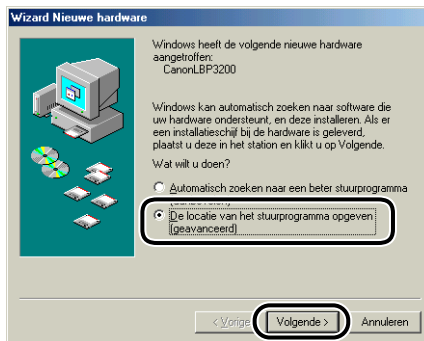 Wizard Nieuwe hardware
Windows heeft de volgende nieuwe hardware
aangetroffen:
CanonLBP3200
Windows kan automatisch zoeken naar software die
uw hardware ondersteunt, en deze installeren. Als er
een installatieschijf bij de hardware is geleverd,
plaatst u deze in het station en klikt u op Volgende.
Wat wilt u doen?
Automatisch zoeken naar een beter stuurprogramma
De locatie van het stuurprogramma opgeven
(geavanceerd)
< Vorige
Volgende >
Annuleren